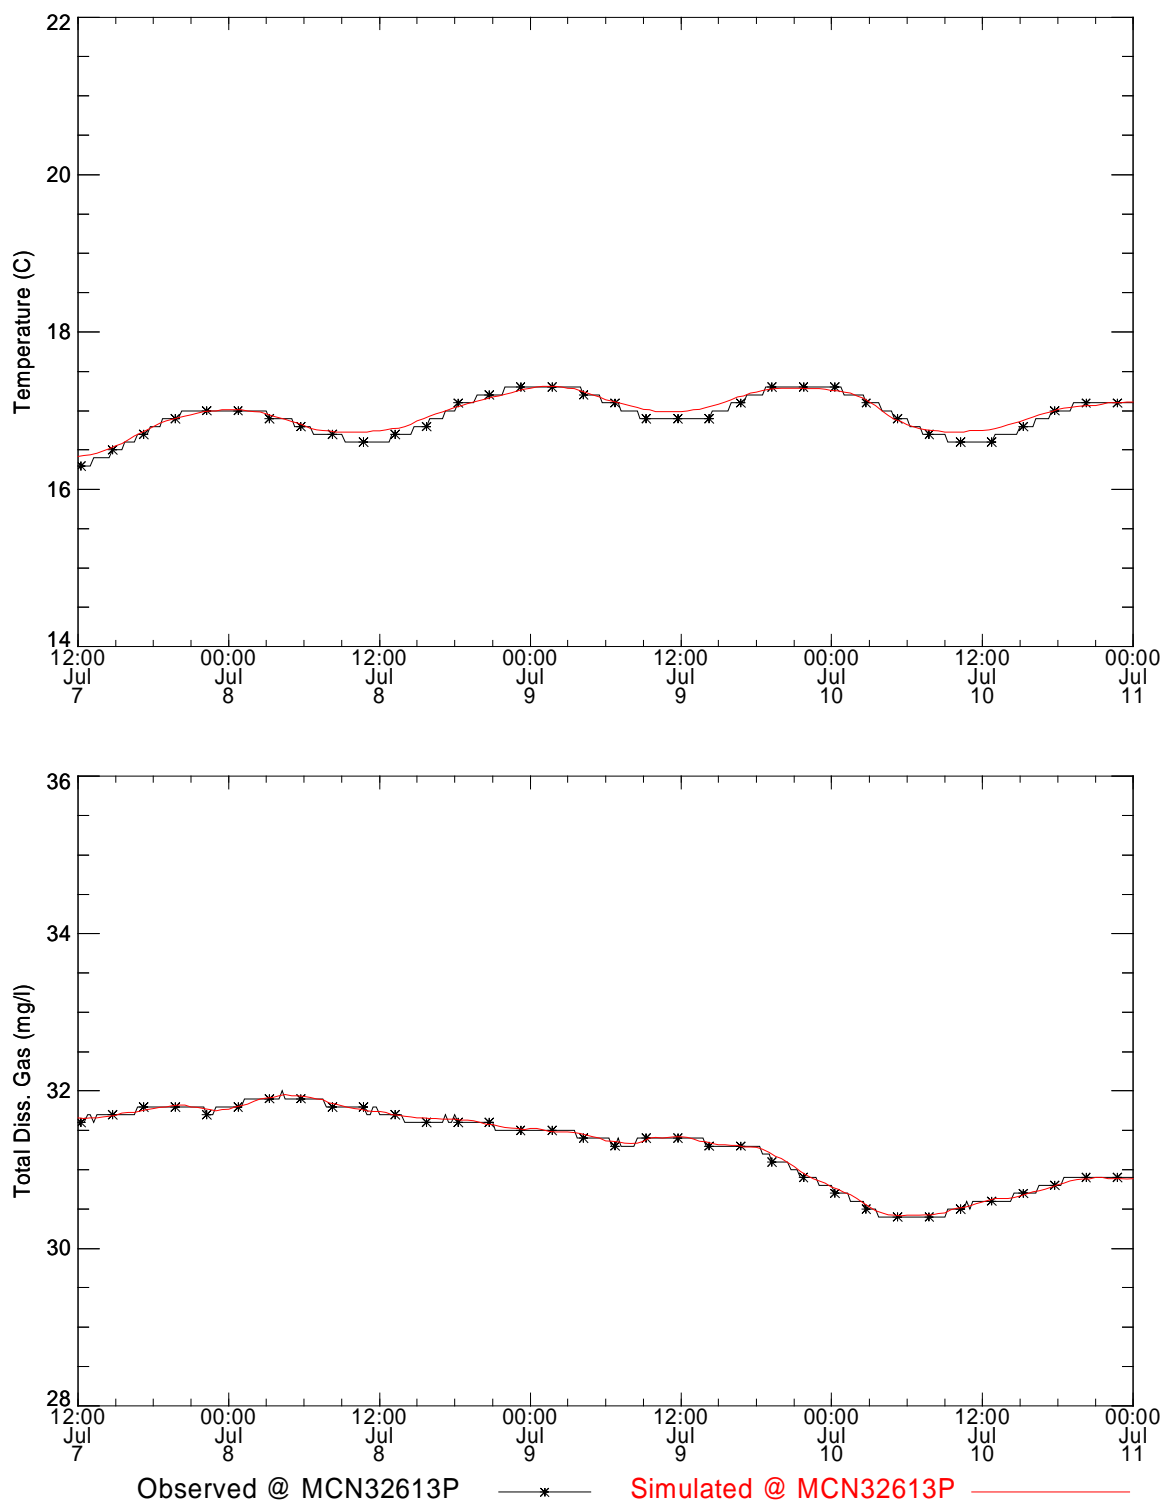 22
20
18
16
14
Temperature (C)
12:00 00:00 12:00 00:00 12:00 00:00 12:00 00:00
Jul Jul Jul Jul Jul Jul Jul Jul
7 8 8 9 9 10 10 11
36
34
32
30
28
Total Diss. Gas (mg/l)
12:00 00:00 12:00 00:00 12:00 00:00 12:00 00:00
Jul Jul Jul Jul Jul Jul Jul Jul
7 8 8 9 9 10 10 11
Observed @ MCN32613P Simulated @ MCN32613P